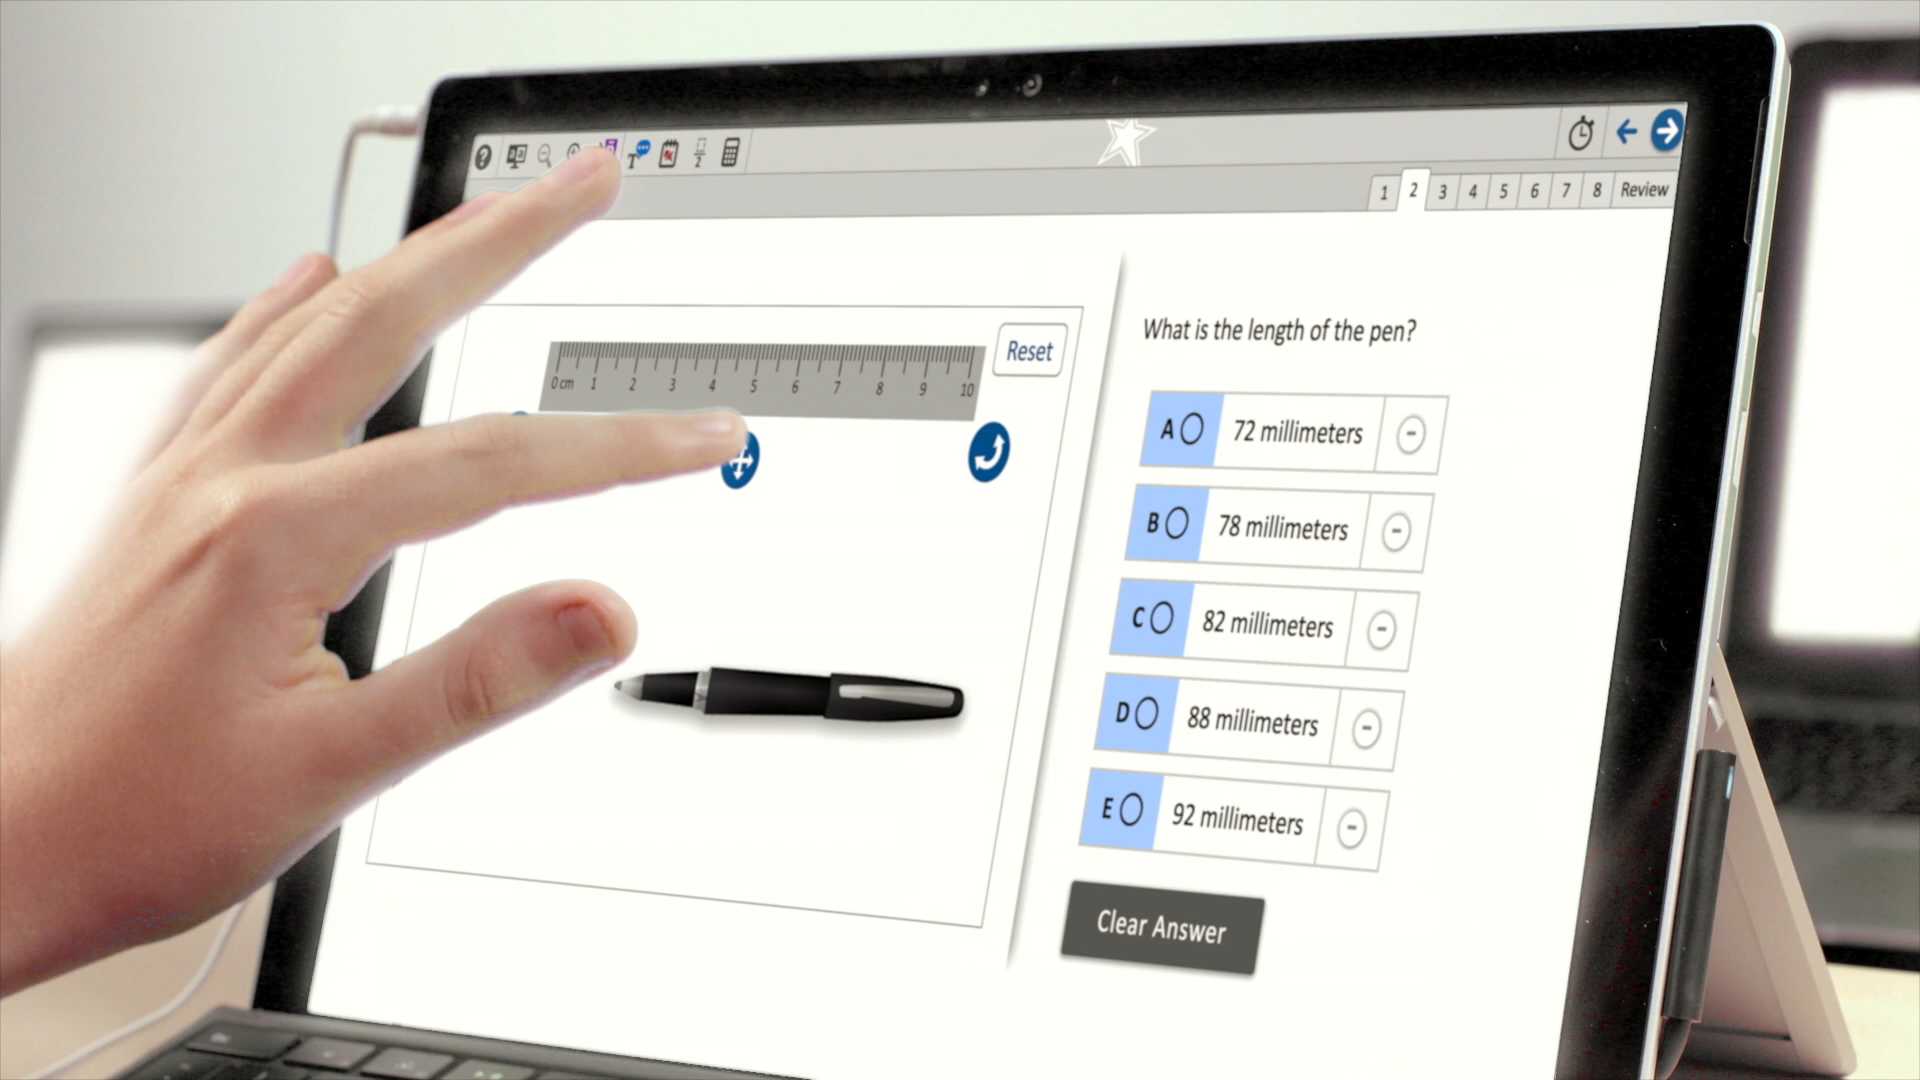 ?
T
2
1 2 3 4 5 6 7 8 Review
0 cm 1 2 3 4 5 6 7 8 9 10
Reset
What is the length of the pen?
A 72 millimeters
B 78 millimeters
C 82 millimeters
D 88 millimeters
E 92 millimeters
Clear Answer